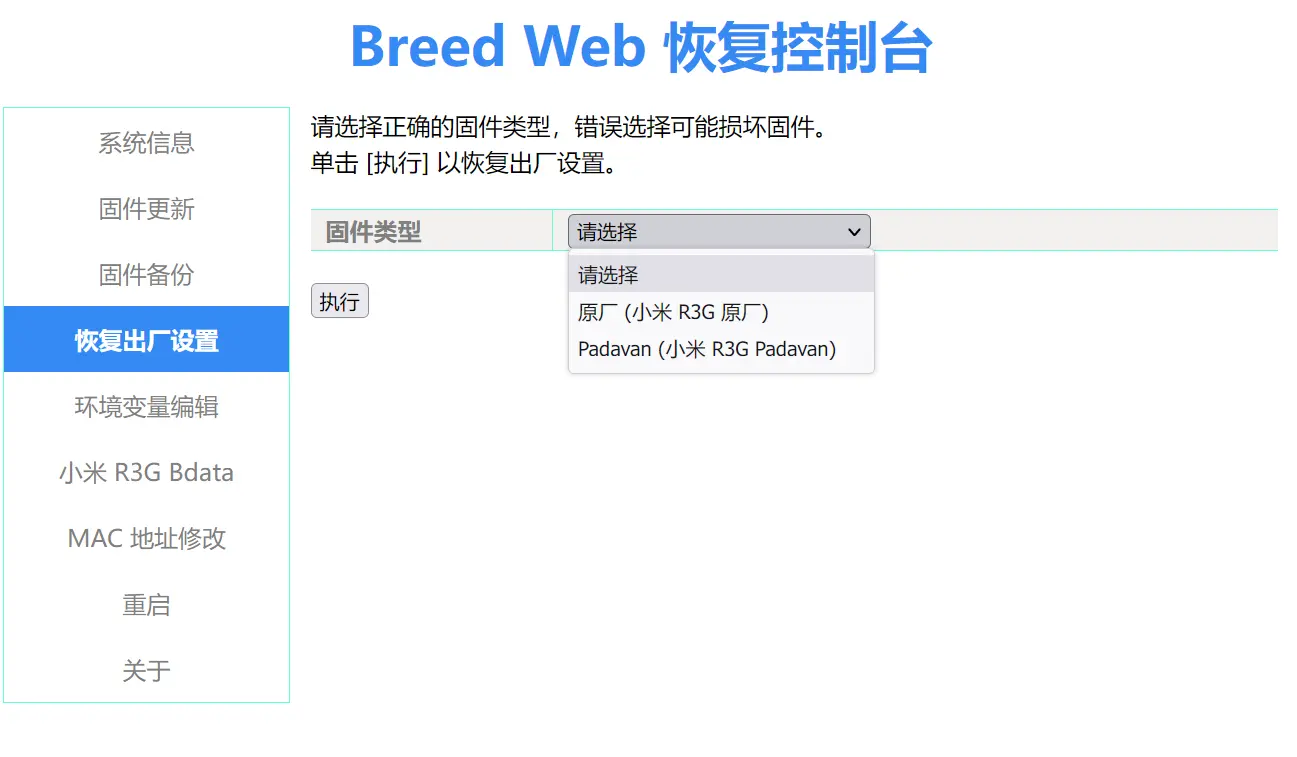 Breed Web 恢复控制台
系统信息
固件更新
固件备份
恢复出厂设置
环境变量编辑
小米 R3G Bdata
MAC 地址修改
重启
关于
请选择正确的固件类型，错误选择可能损坏固件。
单击 [执行] 以恢复出厂设置。
固件类型
请选择
请选择
原厂 (小米 R3G 原厂)
Padavan (小米 R3G Padavan)
执行